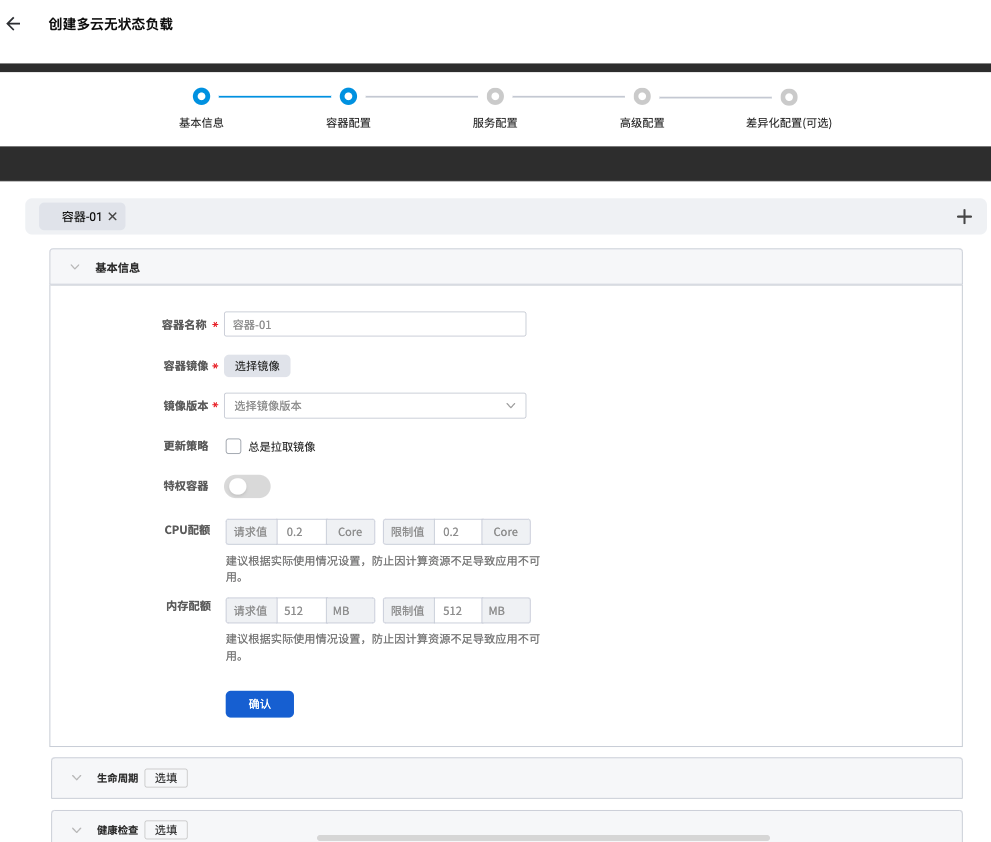 创建多云无状态负载
基本信息 容器配置 服务配置 高级配置 差异化配置(可选)
容器-01
基本信息
容器名称 * 容器-01
容器镜像 * 选择镜像
镜像版本 * 选择镜像版本
更新策略 总是拉取镜像
特权容器
CPU配额 请求值 0.2 Core 限制值 0.2 Core
建议根据实际使用情况设置，防止因计算资源不足导致应用不可
用。
内存配额 请求值 512 MB 限制值 512 MB
建议根据实际使用情况设置，防止因计算资源不足导致应用不可
用。
确认
生命周期 选填
健康检查 选填